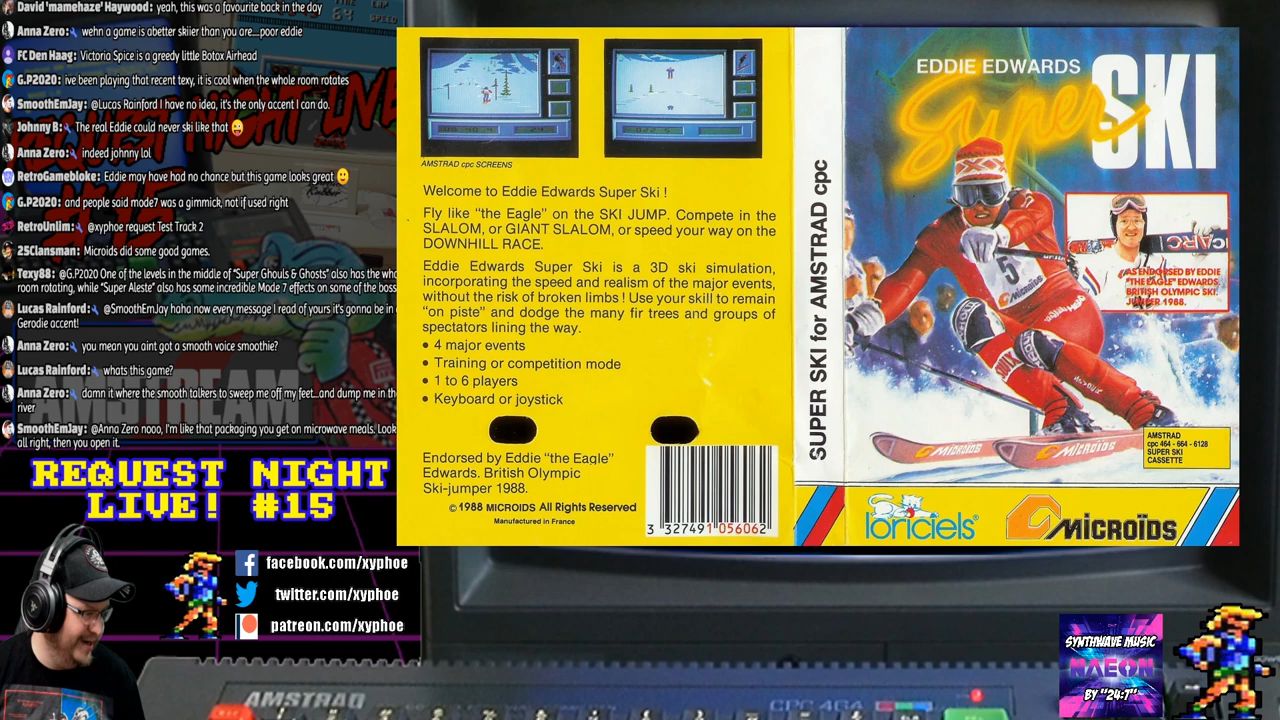 David 'mamehaze' Haywood: yeah, this was a favourite back in the day
Anna Zero: wehn a game is abetter skiier than you are...poor eddie
FC Den Haag: Victoria Spice is a greedy little Botox Airhead
G.P2020: ive been playing that recent texy, it is cool when the whole room rotates
SmoothEmJay: @Lucas Rainford I have no idea, it's the only accent I can do.
Johnny B: The real Eddie could never ski like that
Anna Zero: indeed johnny lol
RetroGamebloke: Eddie may have had no chance but this game looks great
G.P2020: and people said mode7 was a gimmick, not if used right
RetroUnlim: @xyphoe request Test Track 2
25Clansman: Microids did some good games.
Texy88: @G.P2020 One of the levels in the middle of "Super Ghouls & Ghosts" also has the who
room rotating, while "Super Aleste" also has some incredible Mode 7 effects on some of the boss
Lucas Rainford: @SmoothEmJay haha now every message I read of yours it's gonna be in
Gerodie accent!
Anna Zero: you mean you aint got a smooth voice smoothie?
Lucas Rainford: whats this game?
Anna Zero: damn it where the smooth talkers to sweep me off my feet...and dump me in the
river
SmoothEmJay: @Anna Zero nooo, I'm like that packaging you get on microwave meals. Look
all right, then you open it.
AMSTREAM
REQUEST NIGHT
LIVE! #15
facebook.com/xyphoe
twitter.com/xyphoe
patreon.com/xyphoe
AMSTRAD cpc SCREENS
Welcome to Eddie Edwards Super Ski !
Fly like "the Eagle" on the SKI JUMP. Compete in the
SLALOM, or GIANT SLALOM, or speed your way on the
DOWNHILL RACE.
Eddie Edwards Super Ski is a 3D ski simulation,
incorporating the speed and realism of the major events,
without the risk of broken limbs ! Use your skill to remain
"on piste" and dodge the many fir trees and groups of
spectators lining the way.
• 4 major events
• Training or competition mode
• 1 to 6 players
• Keyboard or joystick
Endorsed by Eddie "the Eagle"
Edwards. British Olympic
Ski-jumper 1988.
© 1988 MICROIDS All Rights Reserved
Manufactured in France
3 327491 056062
SUPER SKI for AMSTRAD cpc
EDDIE EDWARDS
Super SKI
5
MICROIDS
AS ENDORSED BY EDDIE
"THE EAGLE" EDWARDS
BRITISH OLYMPIC SKI.
JUMPER 1988.
MICROIDS
MICROIDS
AMSTRAD
cpc 464 - 664 - 6128
SUPER SKI
CASSETTE
loriciels
MICROÏDS
SYNTHWAVE MUSIC
NAEON
BY "24:7"
AMSTRAD
CPC 464